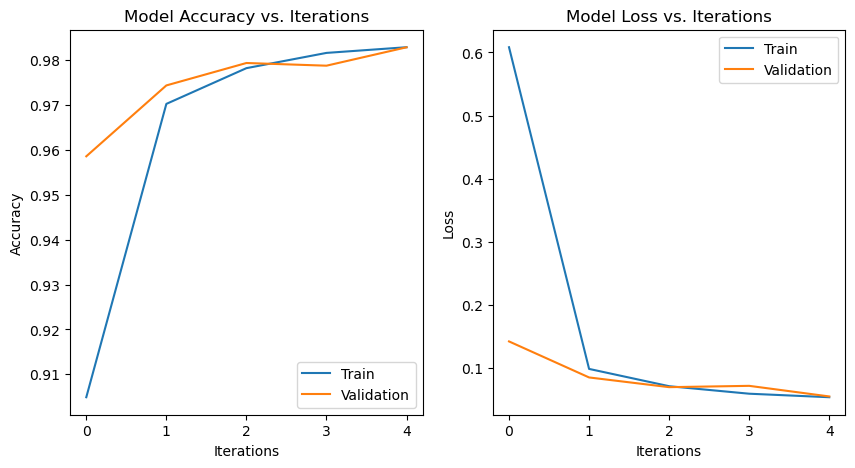 Model Accuracy vs. Iterations
Accuracy
0.98
0.97
0.96
0.95
0.94
0.93
0.92
0.91
0 1 2 3 4
Iterations
Train
Validation
Model Loss vs. Iterations
Loss
0.6
0.5
0.4
0.3
0.2
0.1
0 1 2 3 4
Iterations
Train
Validation